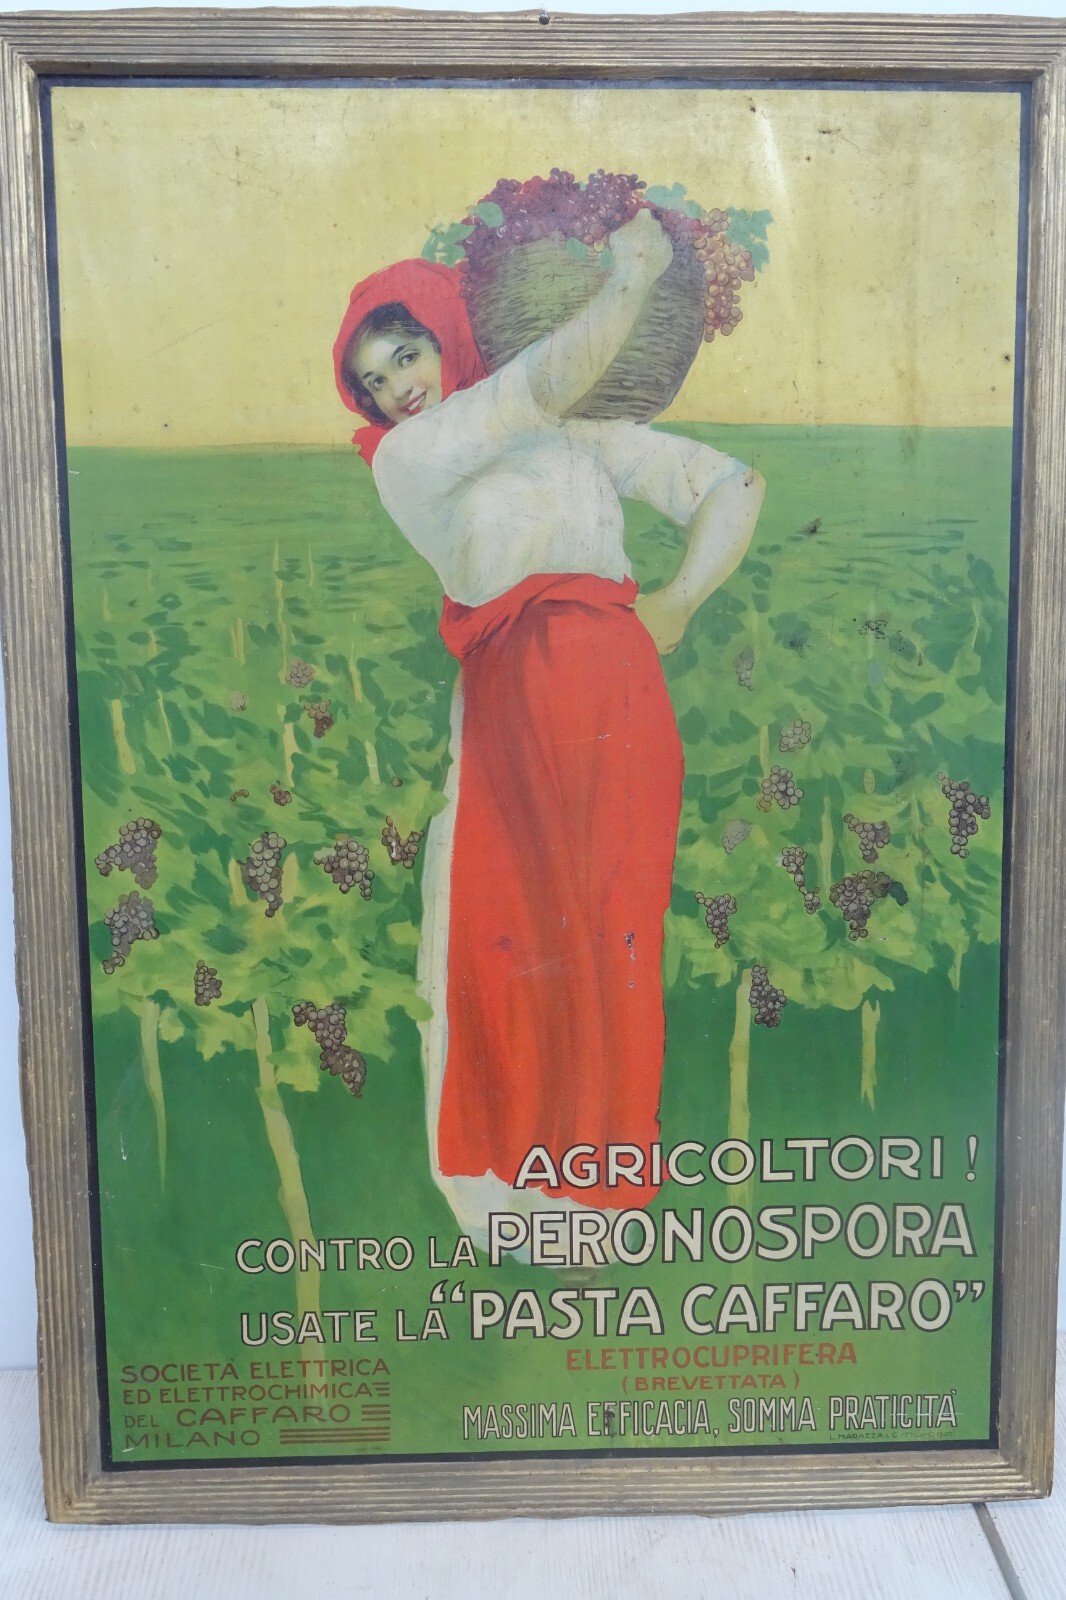 AGRICOLTORI !
CONTRO LA PERONOSPORA
USATE LA "PASTA CAFFARO"
ELETTROCUPRIFERA
(BREVETTATA)
MASSIMA EFFICACIA, SOMMA PRATICITÀ
SOCIETÀ ELETTRICA
ED ELETTROCHIMICA
DEL CAFFARO
MILANO
L. MARAZZA & C.